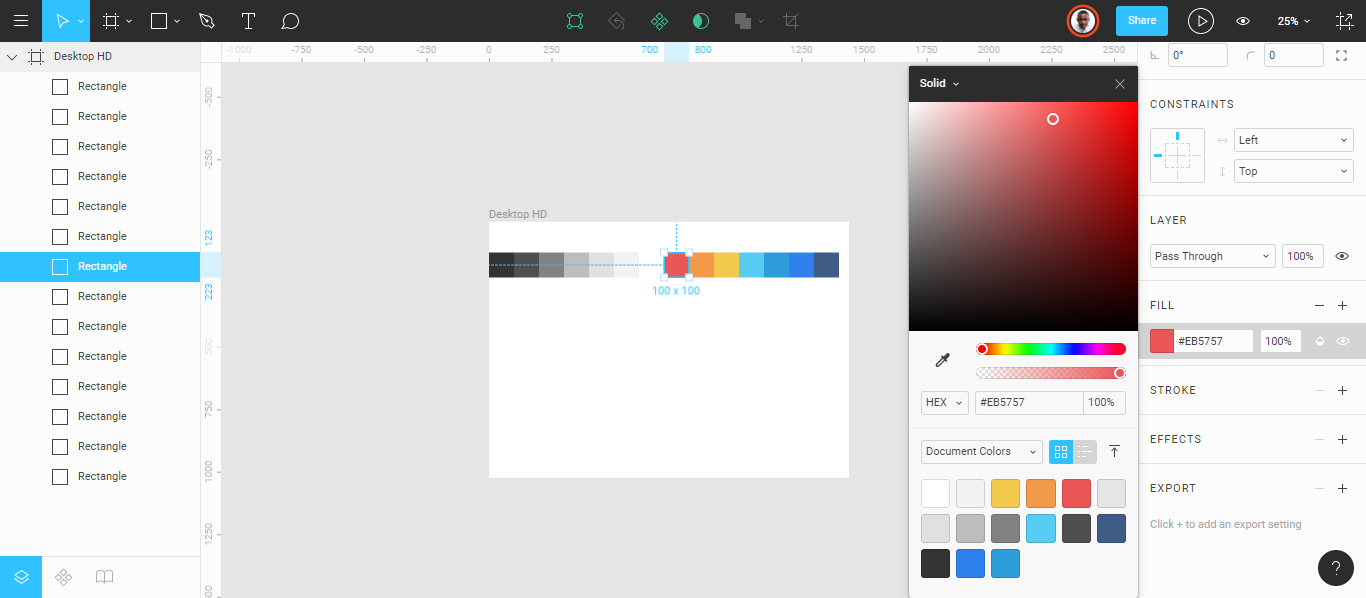 T
Share
25%
Desktop HD
Rectangle
Rectangle
Rectangle
Rectangle
Rectangle
Rectangle
Rectangle
Rectangle
Rectangle
Rectangle
Rectangle
Rectangle
Rectangle
Rectangle
-1000
-750
-500
-250
0
250
700
800
1250
1500
1750
2000
2250
2500
-500
-250
123
223
500
750
1000
1250
Desktop HD
100 x 100
Solid
HEX
#EB5757
100%
Document Colors
0°
0
CONSTRAINTS
Left
Top
LAYER
Pass Through
100%
FILL
#EB5757
100%
STROKE
EFFECTS
EXPORT
Click + to add an export setting
?